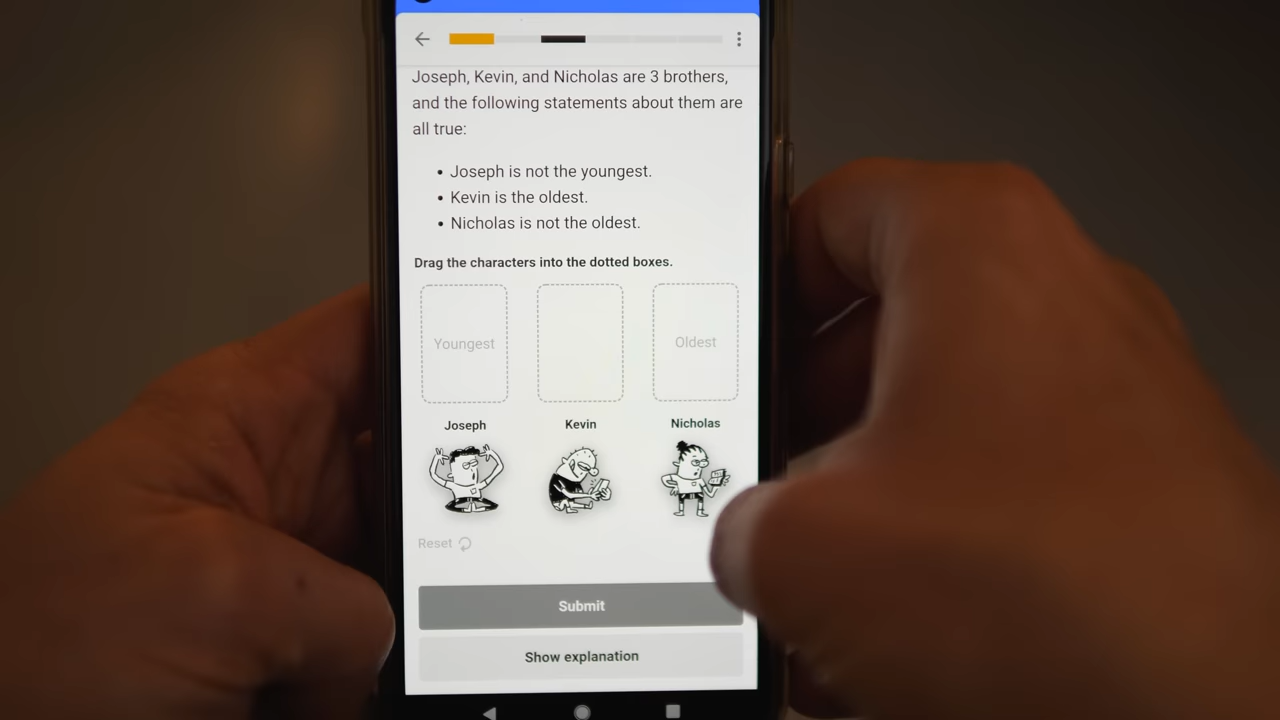 Joseph, Kevin, and Nicholas are 3 brothers,
and the following statements about them are
all true:
• Joseph is not the youngest.
• Kevin is the oldest.
• Nicholas is not the oldest.
Drag the characters into the dotted boxes.
Youngest
Oldest
Joseph
Kevin
Nicholas
Reset
Submit
Show explanation